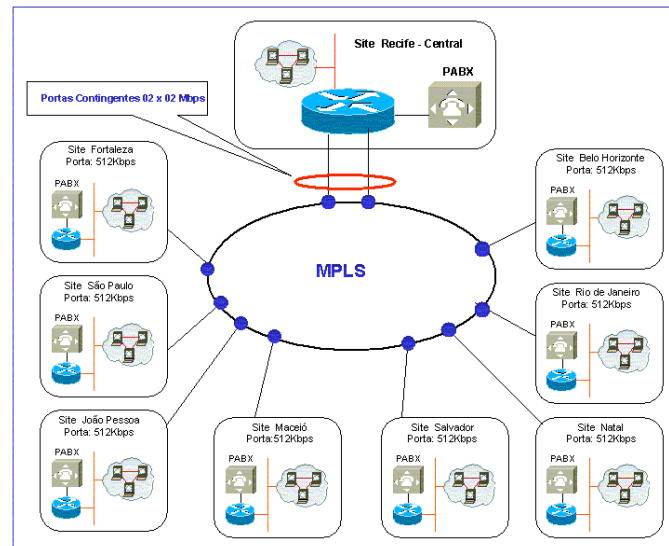 Site Recife - Central
PABX
Portas Contingentes 02 x 02 Mbps
Site Fortaleza
Porta: 512Kbps
PABX
Site Belo Horizonte
Porta: 512Kbps
PABX
MPLS
Site São Paulo
Porta: 512Kbps
PABX
Site Rio de Janeiro
Porta: 512Kbps
PABX
Site João Pessoa
Porta: 512Kbps
PABX
Site Maceió
Porta:512Kbps
PABX
Site Salvador
Porta:512Kbps
PABX
Site Natal
Porta: 512Kbps
PABX